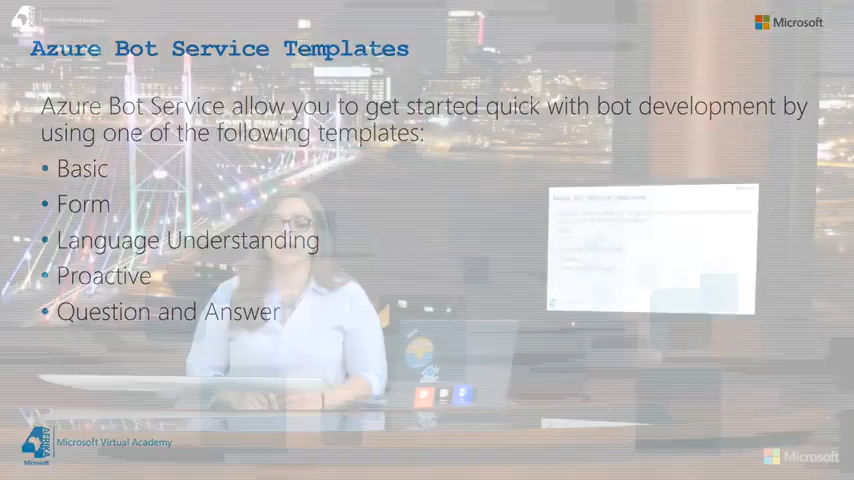 Microsoft Virtual Academy
Microsoft
Azure Bot Service Templates
Azure Bot Service allow you to get started quick with bot development by
using one of the following templates:
• Basic
• Form
• Language Understanding
• Proactive
• Question and Answer
4AFRIKA
Microsoft
Microsoft Virtual Academy
Microsoft